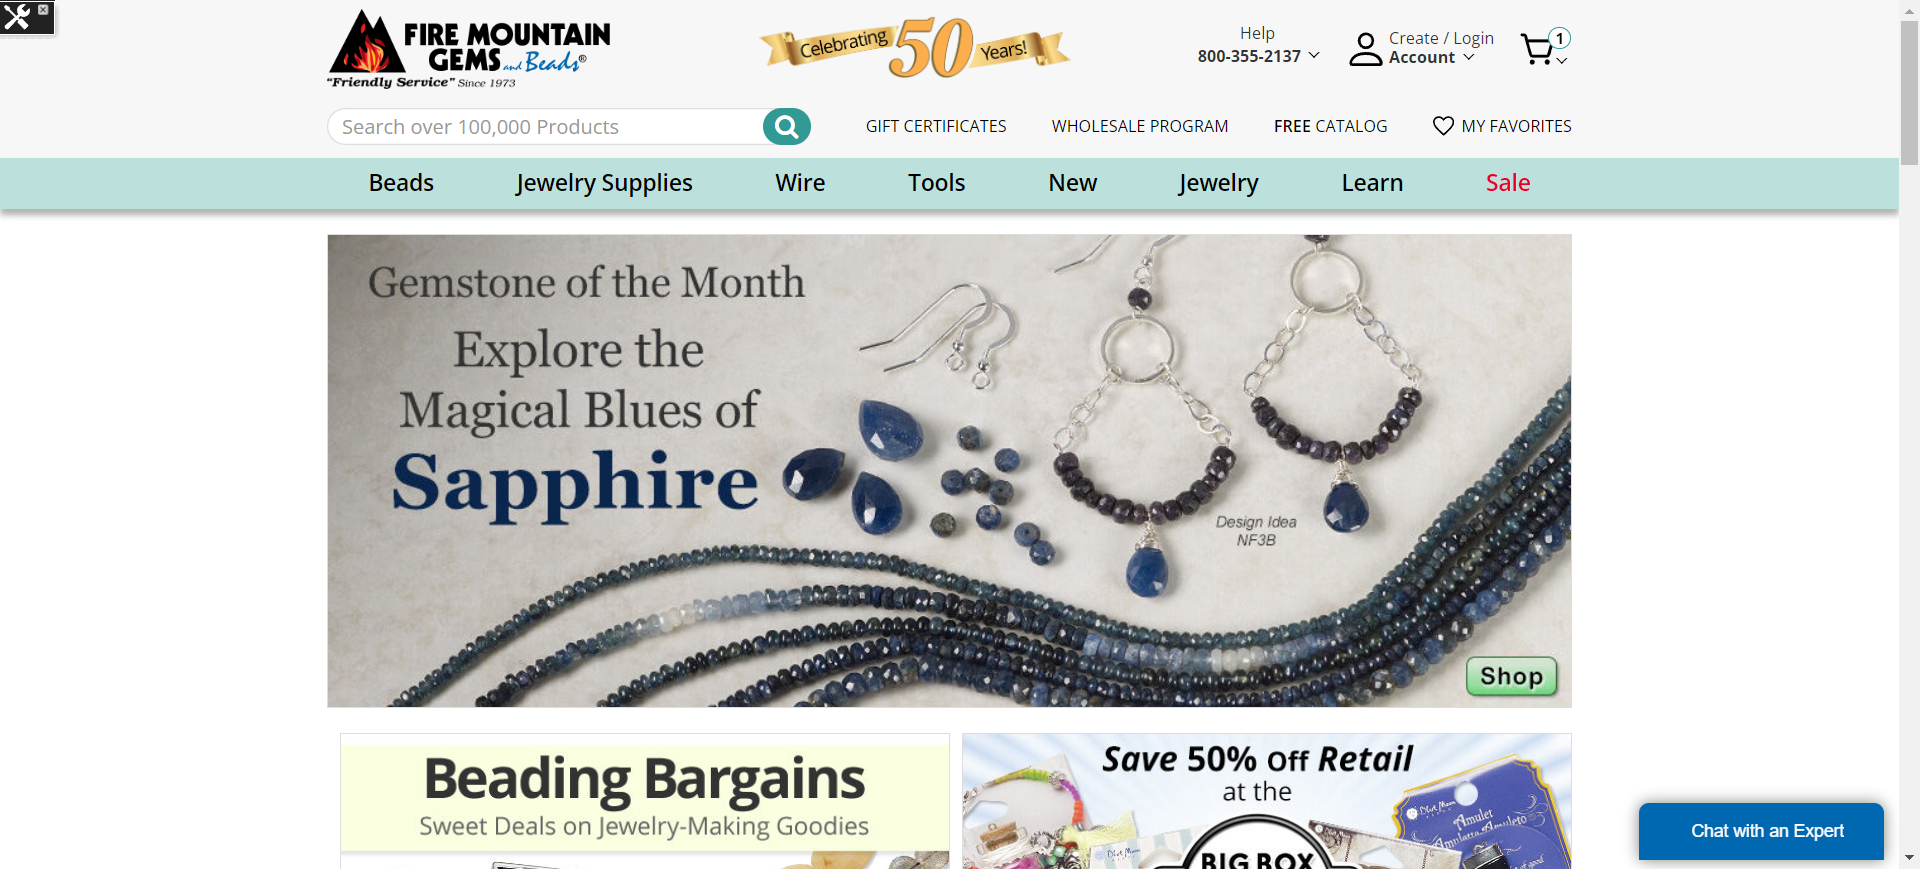 FIRE MOUNTAIN
GEMS and Beads®
"Friendly Service" Since 1973
Celebrating 50 Years!
Help
800-355-2137
Create / Login
Account
1
Search over 100,000 Products
GIFT CERTIFICATES
WHOLESALE PROGRAM
FREE CATALOG
MY FAVORITES
Beads
Jewelry Supplies
Wire
Tools
New
Jewelry
Learn
Sale
Gemstone of the Month
Explore the
Magical Blues of
Sapphire
Design Idea
NF3B
Shop
Beading Bargains
Sweet Deals on Jewelry-Making Goodies
Save 50% Off Retail
at the
BIG BOX
Blue Moon
Amulet
Chat with an Expert